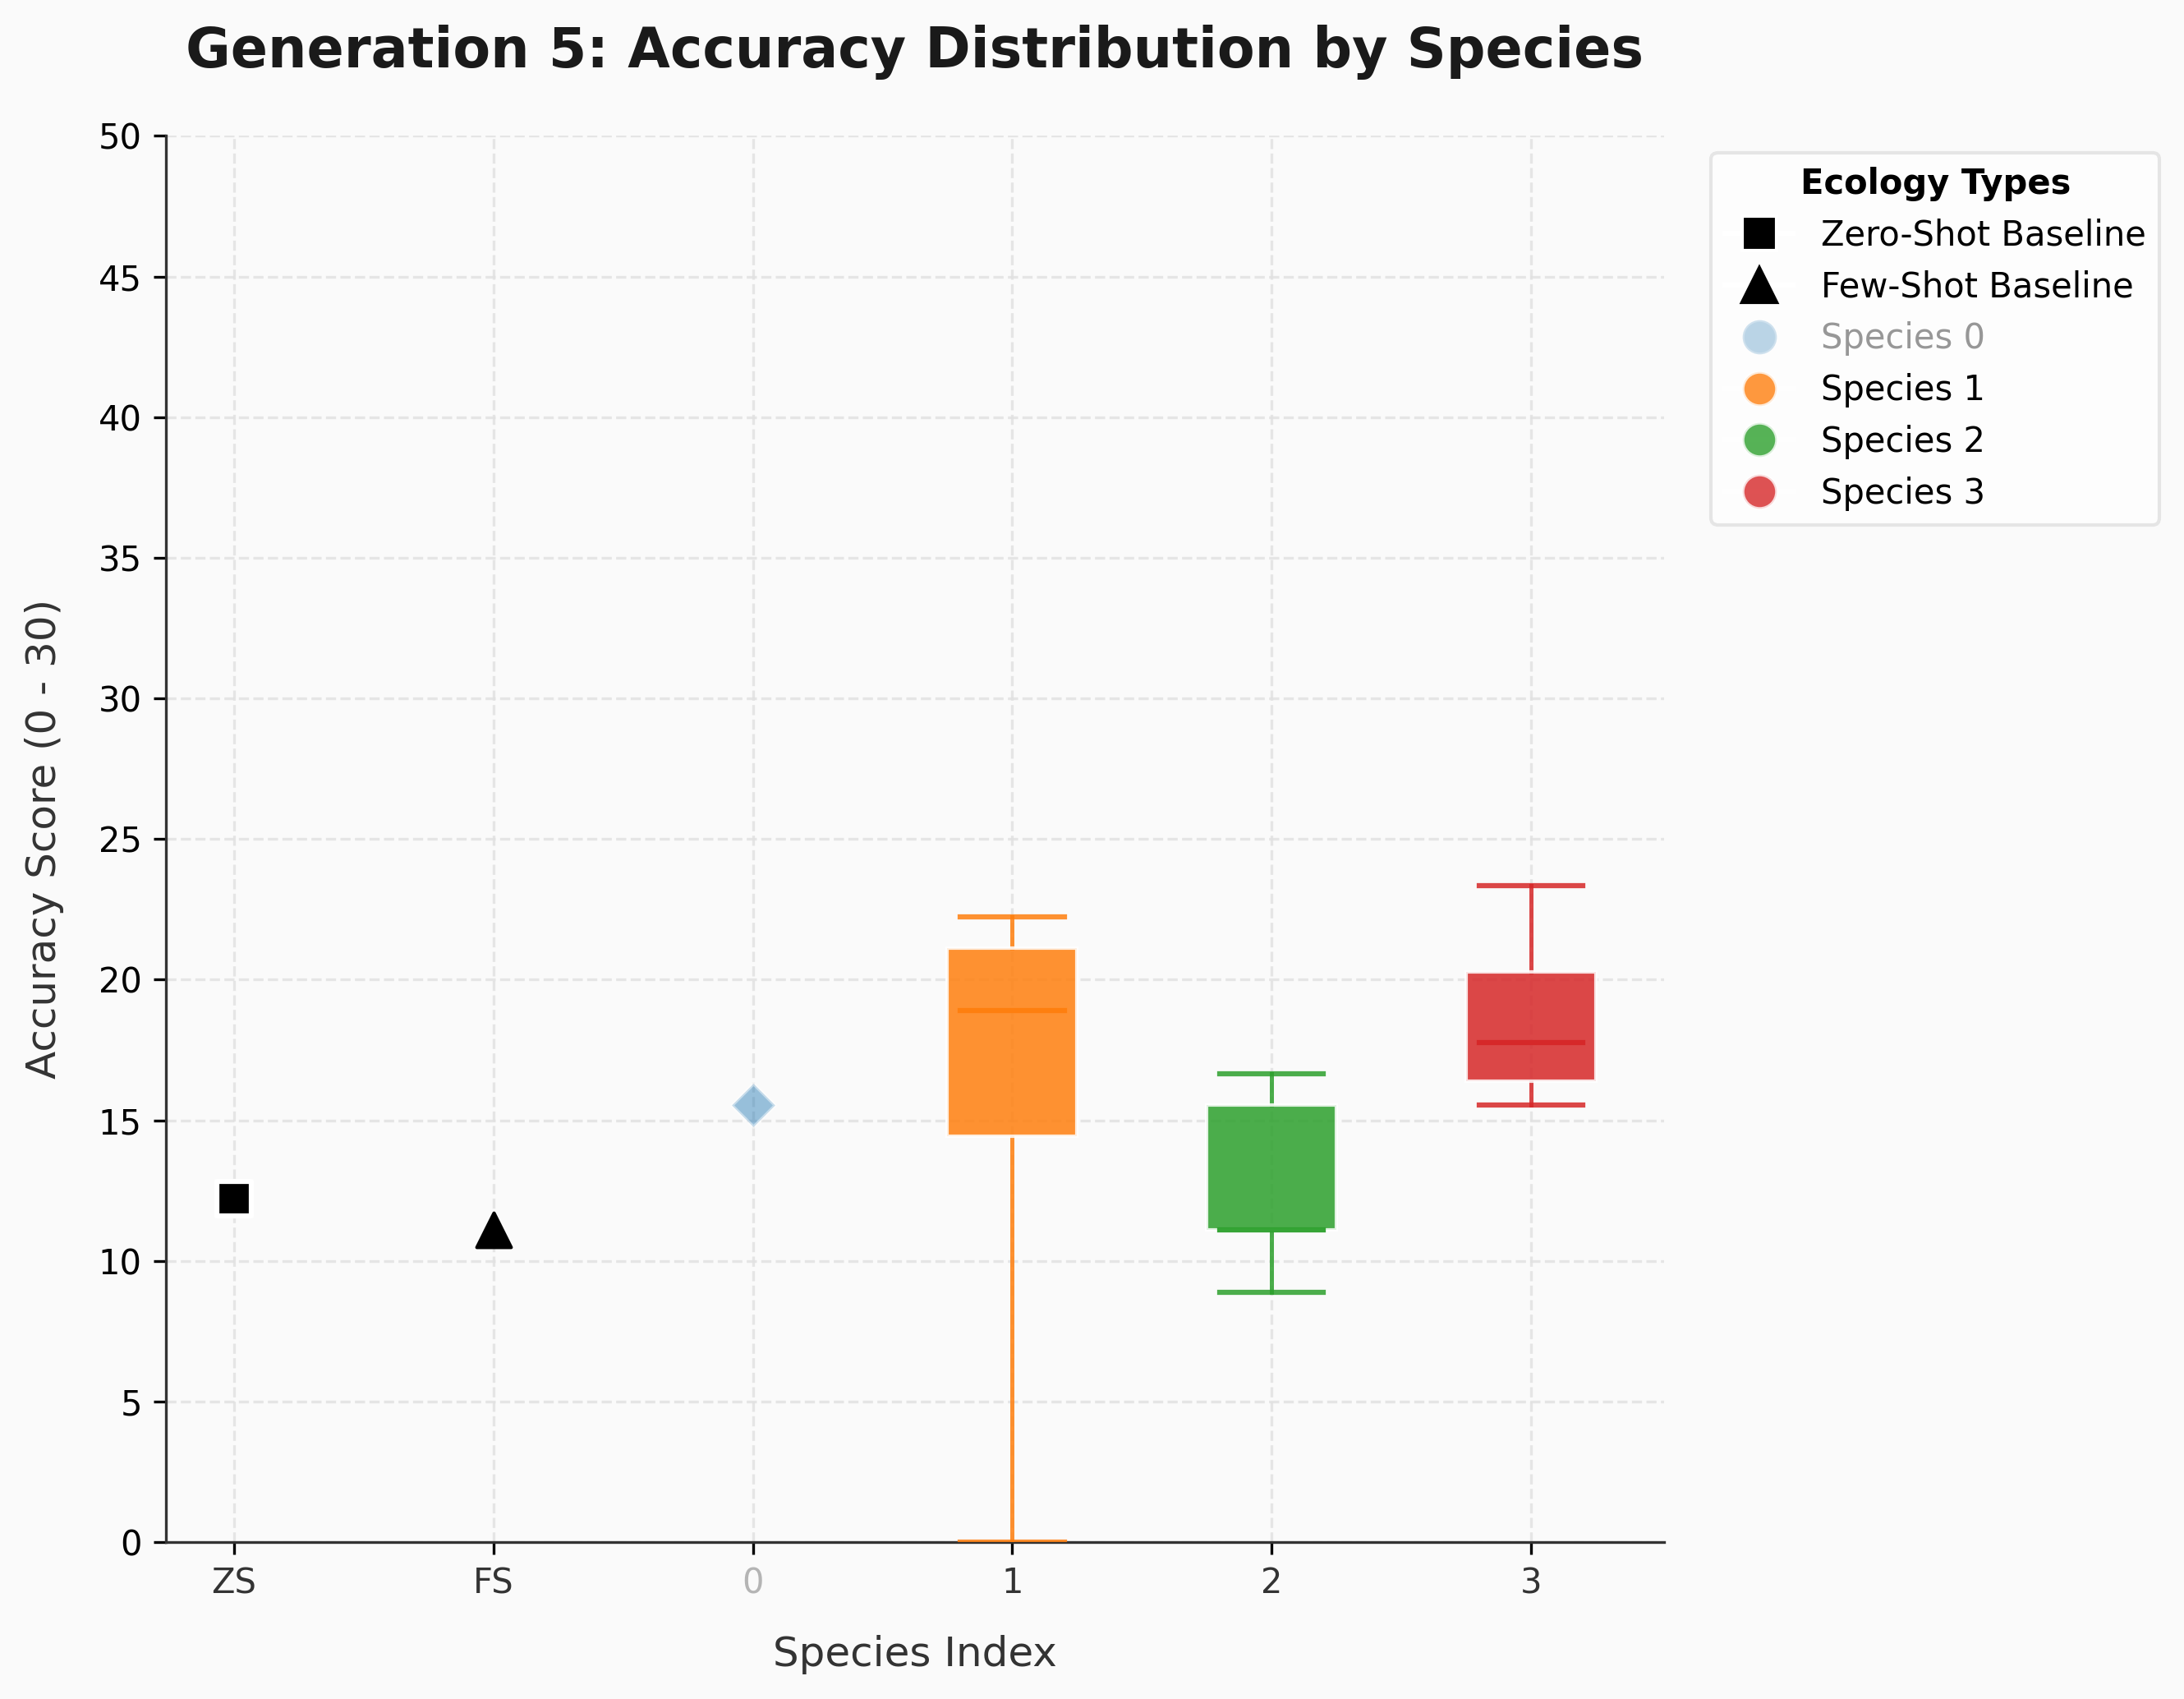 Generation 5: Accuracy Distribution by Species
50
45
40
35
30
25
20
15
10
5
0
Accuracy Score (0 - 30)
ZS
FS
0
1
2
3
Species Index
Ecology Types
Zero-Shot Baseline
Few-Shot Baseline
Species 0
Species 1
Species 2
Species 3